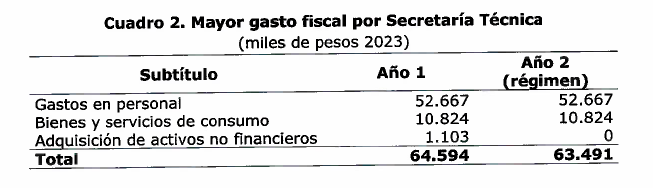 Cuadro 2. Mayor gasto fiscal por Secretaría Técnica
(miles de pesos 2023)
Subtítulo Año 1 Año 2 (régimen)
Gastos en personal 52.667 52.667
Bienes y servicios de consumo 10.824 10.824
Adquisición de activos no financieros 1.103 0
Total 64.594 63.491